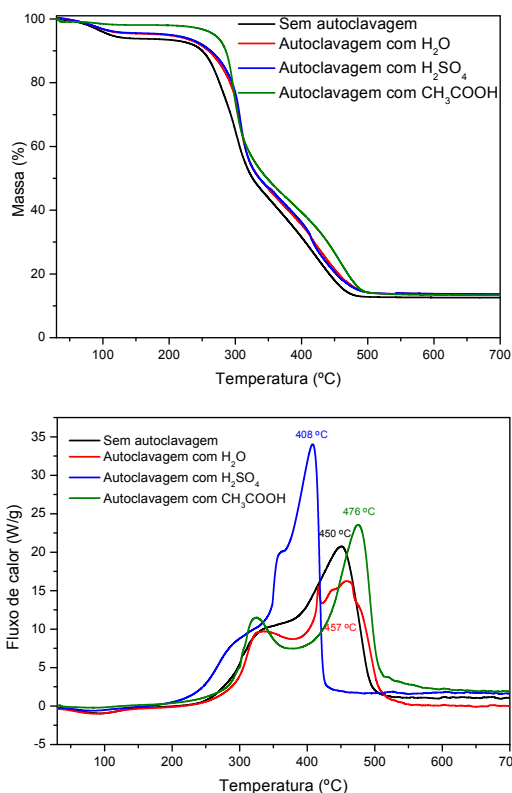 100
80
60
40
20
0
Massa (%)
Sem autoclavagem
Autoclavagem com H₂O
Autoclavagem com H₂SO₄
Autoclavagem com CH₃COOH
100 200 300 400 500 600 700
Temperatura (ºC)
35
30
25
20
15
10
5
0
-5
Fluxo de calor (W/g)
Sem autoclavagem
Autoclavagem com H₂O
Autoclavagem com H₂SO₄
Autoclavagem com CH₃COOH
408 ºC
476 ºC
450 ºC
457 ºC
100 200 300 400 500 600 700
Temperatura (ºC)